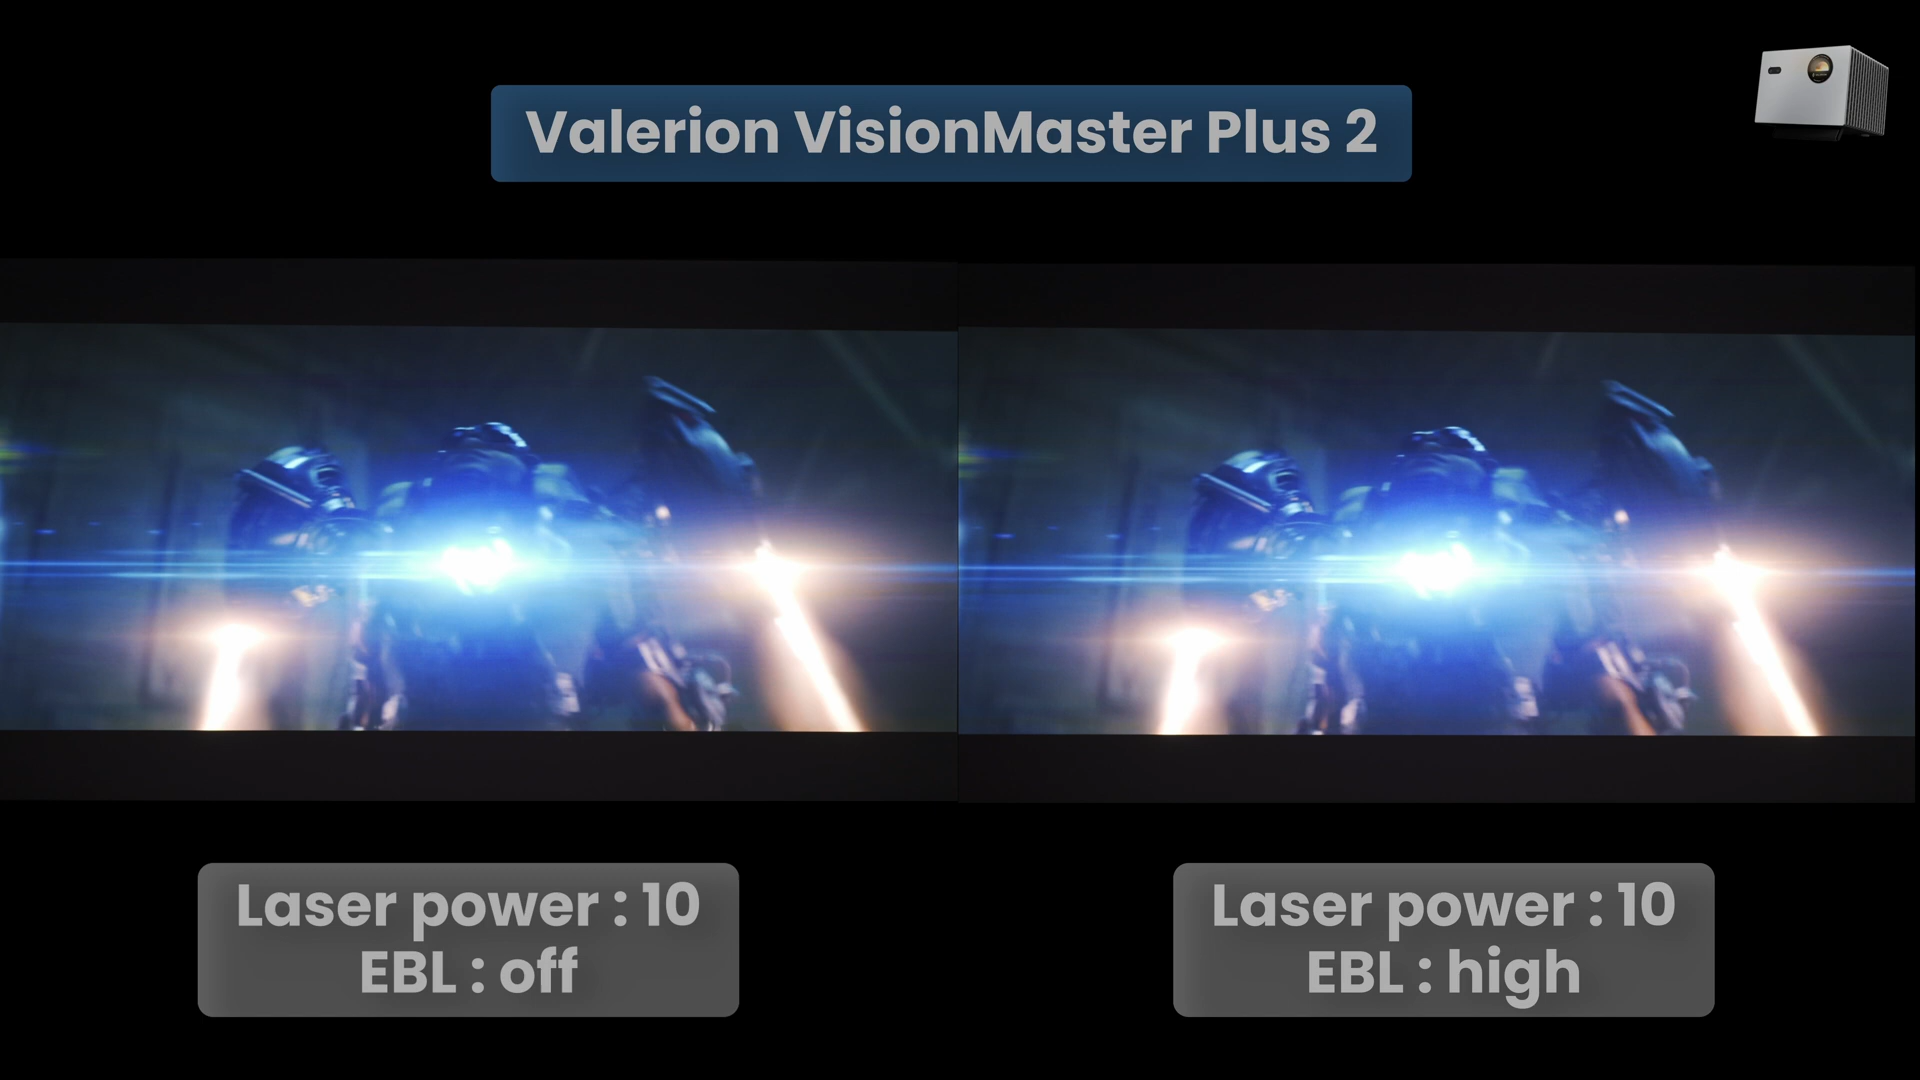 Valerion VisionMaster Plus 2
Laser power : 10
EBL : off
Laser power : 10
EBL : high